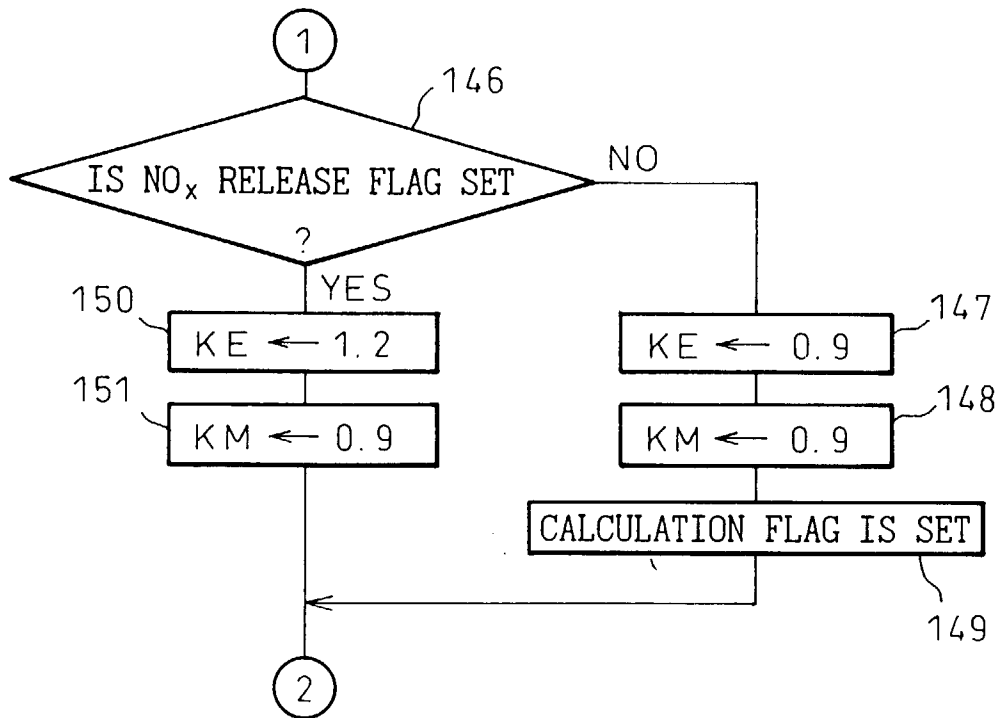 1
146
IS NOx RELEASE FLAG SET
?
NO
YES
150
KE ← 1.2
147
KE ← 0.9
151
KM ← 0.9
148
KM ← 0.9
CALCULATION FLAG IS SET
149
2